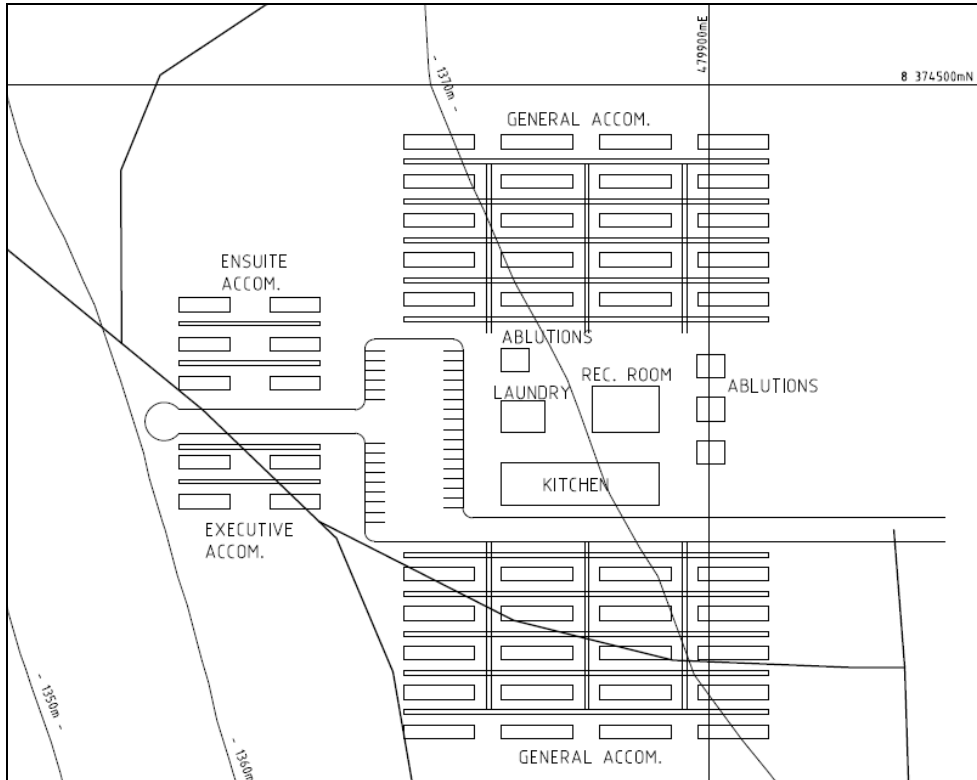 479900mE
8 374500mN
- 1370m -
GENERAL ACCOM.
ENSUITE
ACCOM.
ABLUTIONS
REC. ROOM
LAUNDRY
ABLUTIONS
KITCHEN
EXECUTIVE
ACCOM.
- 1350m -
- 1360m -
GENERAL ACCOM.